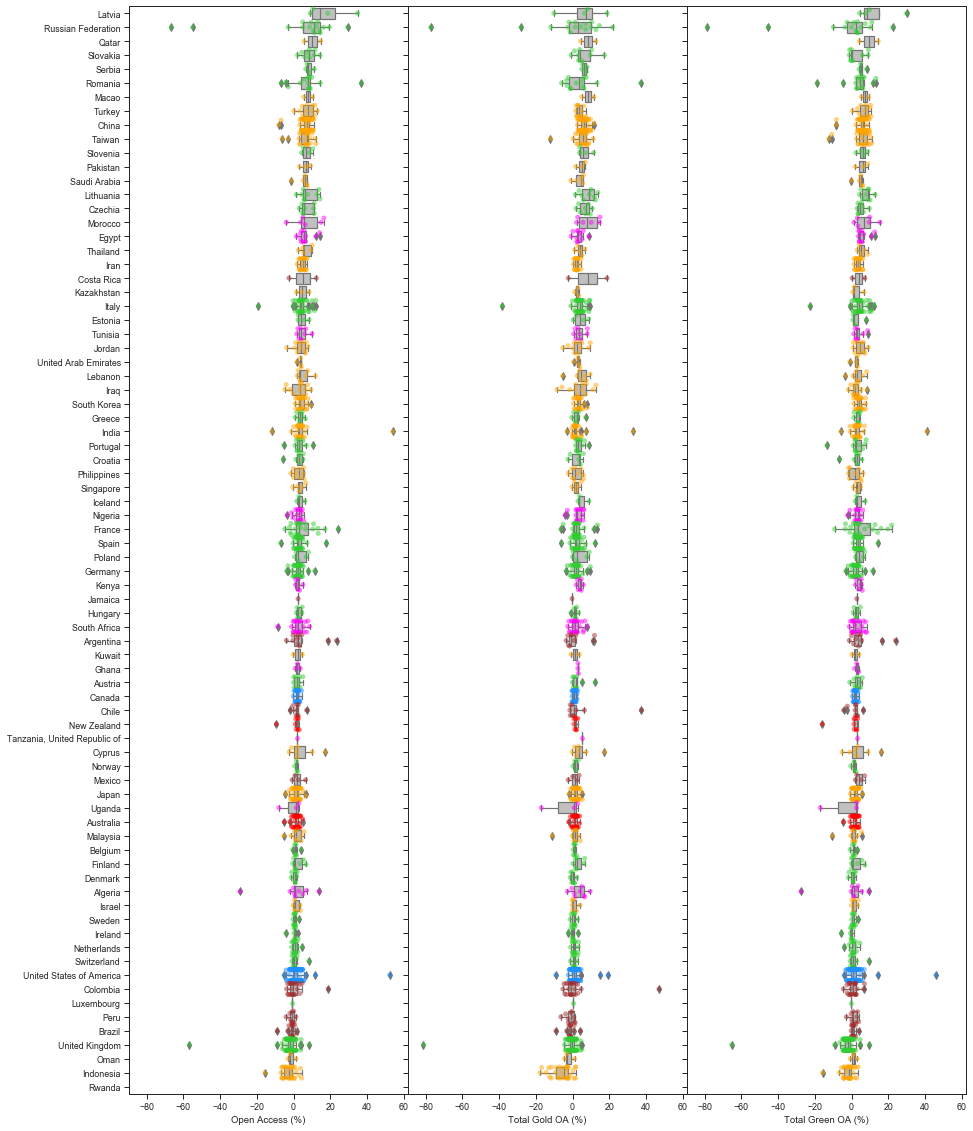 Latvia
Russian Federation
Qatar
Slovakia
Serbia
Romania
Macao
Turkey
China
Taiwan
Slovenia
Pakistan
Saudi Arabia
Lithuania
Czechia
Morocco
Egypt
Thailand
Iran
Costa Rica
Kazakhstan
Italy
Estonia
Tunisia
Jordan
United Arab Emirates
Lebanon
Iraq
South Korea
Greece
India
Portugal
Croatia
Philippines
Singapore
Iceland
Nigeria
France
Spain
Poland
Germany
Kenya
Jamaica
Hungary
South Africa
Argentina
Kuwait
Ghana
Austria
Canada
Chile
New Zealand
Tanzania, United Republic of
Cyprus
Norway
Mexico
Japan
Uganda
Australia
Malaysia
Belgium
Finland
Denmark
Algeria
Israel
Sweden
Ireland
Netherlands
Switzerland
United States of America
Colombia
Luxembourg
Peru
Brazil
United Kingdom
Oman
Indonesia
Rwanda
−80 −60 −40 −20 0 20 40 60 −80 −60 −40 −20 0 20 40 60 −80 −60 −40 −20 0 20 40 60
Open Access (%) Total Gold OA (%) Total Green OA (%)